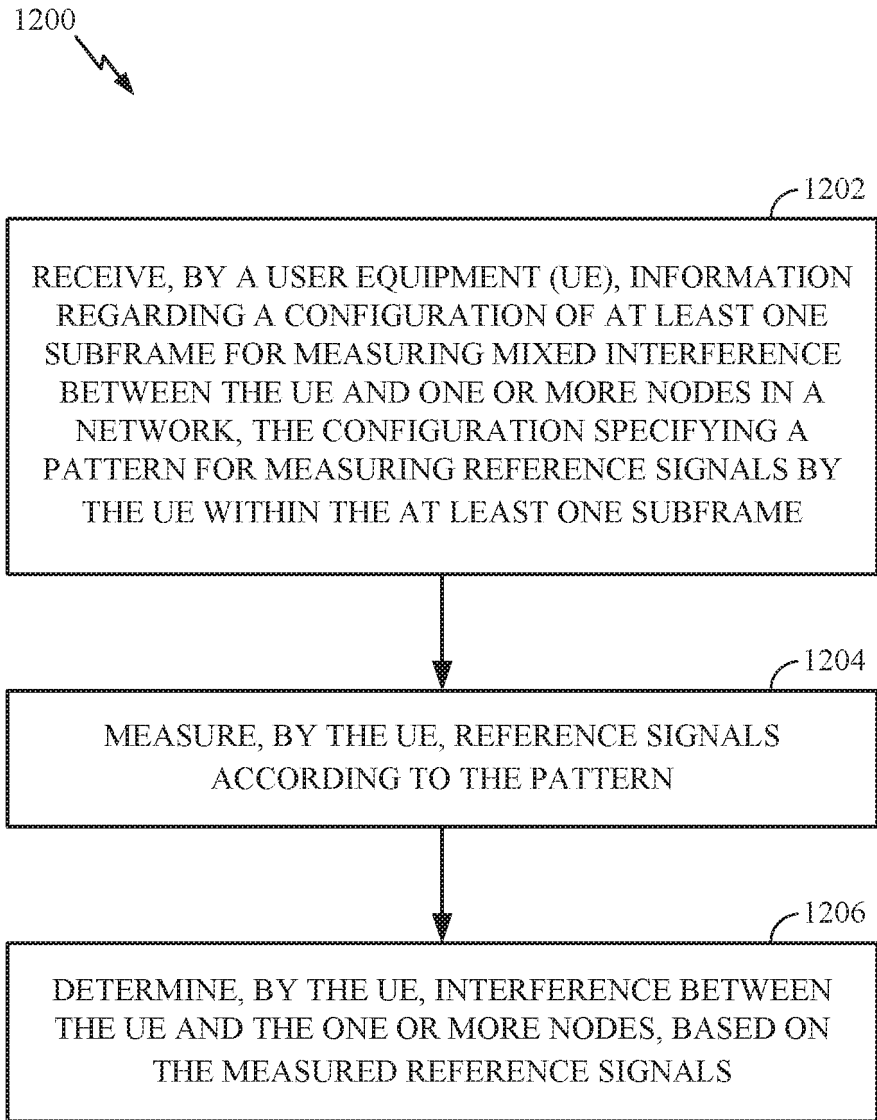 1200
1202
RECEIVE, BY A USER EQUIPMENT (UE), INFORMATION
REGARDING A CONFIGURATION OF AT LEAST ONE
SUBFRAME FOR MEASURING MIXED INTERFERENCE
BETWEEN THE UE AND ONE OR MORE NODES IN A
NETWORK, THE CONFIGURATION SPECIFYING A
PATTERN FOR MEASURING REFERENCE SIGNALS BY
THE UE WITHIN THE AT LEAST ONE SUBFRAME
1204
MEASURE, BY THE UE, REFERENCE SIGNALS
ACCORDING TO THE PATTERN
1206
DETERMINE, BY THE UE, INTERFERENCE BETWEEN
THE UE AND THE ONE OR MORE NODES, BASED ON
THE MEASURED REFERENCE SIGNALS